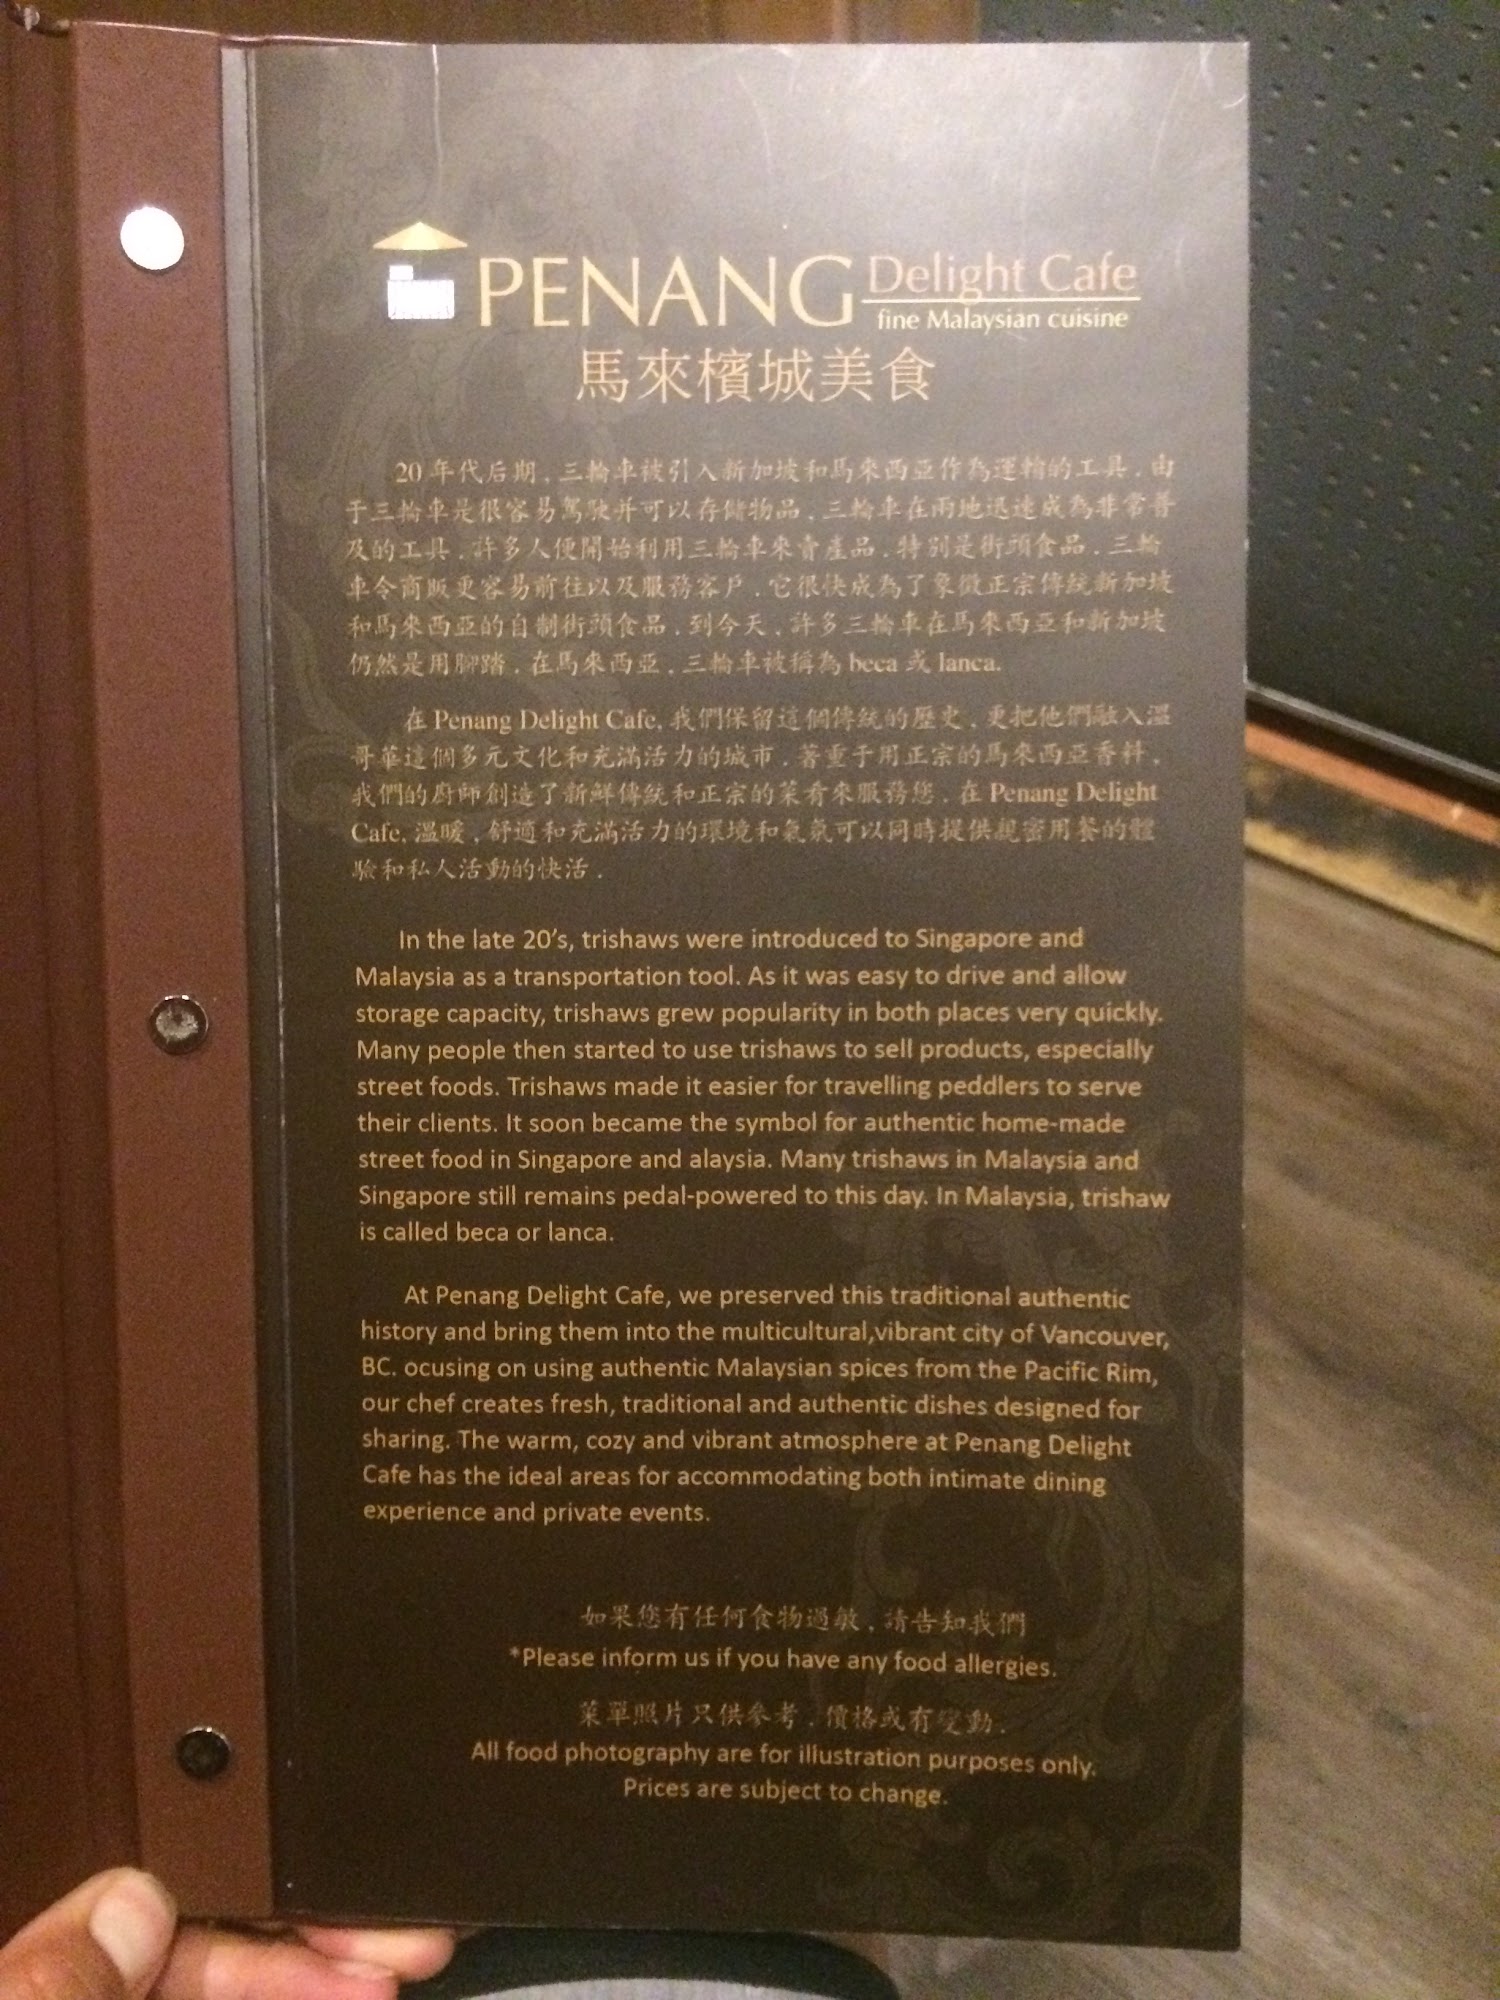 PENANG Delight Cafe
fine Malaysian cuisine
馬來檳城美食
20 年代后期, 三輪車被引入新加坡和馬來西亞作為運輸的工具. 由
于三輪車是很容易駕駛并可以存儲物品, 三輪車在兩地迅速成為非常普
及的工具. 許多人便開始利用三輪車來賣產品. 特別是街頭食品. 三輪
車令商販更容易前往以及服務客戶. 它很快成為了象徵正宗傳統新加坡
和馬來西亞的自制街頭食品. 到今天, 許多三輪車在馬來西亞和新加坡
仍然是用腳踏. 在馬來西亞, 三輪車被稱為 beca 或 lanca.
在 Penang Delight Cafe, 我們保留這個傳統的歷史, 更把他們融入溫
哥華這個多元文化和充滿活力的城市. 著重于用正宗的馬來西亞香料,
我們的廚師創造了新鮮傳統和正宗的菜肴來服務您. 在 Penang Delight
Cafe, 溫暖, 舒適和充滿活力的環境和氣氛可以同時提供親密用餐的體
驗和私人活動的快活.
In the late 20's, trishaws were introduced to Singapore and
Malaysia as a transportation tool. As it was easy to drive and allow
storage capacity, trishaws grew popularity in both places very quickly.
Many people then started to use trishaws to sell products, especially
street foods. Trishaws made it easier for travelling peddlers to serve
their clients. It soon became the symbol for authentic home-made
street food in Singapore and alaysia. Many trishaws in Malaysia and
Singapore still remains pedal-powered to this day. In Malaysia, trishaw
is called beca or lanca.
At Penang Delight Cafe, we preserved this traditional authentic
history and bring them into the multicultural,vibrant city of Vancouver,
BC. ocusing on using authentic Malaysian spices from the Pacific Rim,
our chef creates fresh, traditional and authentic dishes designed for
sharing. The warm, cozy and vibrant atmosphere at Penang Delight
Cafe has the ideal areas for accommodating both intimate dining
experience and private events.
如果您有任何食物過敏, 請告知我們
*Please inform us if you have any food allergies.
菜單照片只供參考. 價格或有變動.
All food photography are for illustration purposes only.
Prices are subject to change.